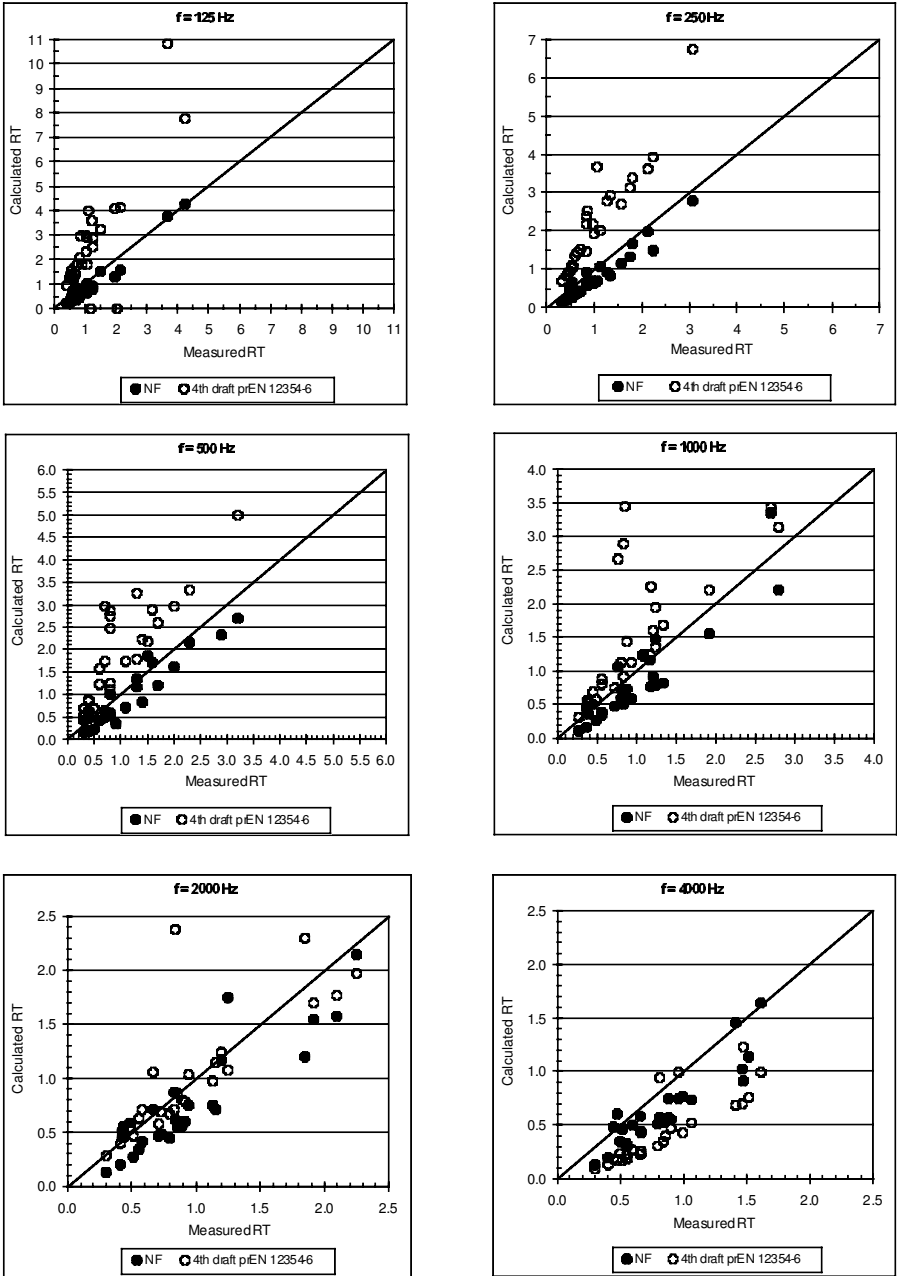 f = 125 Hz
11
10
9
8
7
6
5
4
3
2
1
0
Calculated RT
0 1 2 3 4 5 6 7 8 9 10 11
Measured RT
NF 4th draft prEN 12354-6
f = 250 Hz
7
6
5
4
3
2
1
0
Calculated RT
0 1 2 3 4 5 6 7
Measured RT
NF 4th draft prEN 12354-6
f = 500 Hz
6.0
5.5
5.0
4.5
4.0
3.5
3.0
2.5
2.0
1.5
1.0
0.5
0.0
Calculated RT
0.0 0.5 1.0 1.5 2.0 2.5 3.0 3.5 4.0 4.5 5.0 5.5 6.0
Measured RT
NF 4th draft prEN 12354-6
f = 1000 Hz
4.0
3.5
3.0
2.5
2.0
1.5
1.0
0.5
0.0
Calculated RT
0.0 0.5 1.0 1.5 2.0 2.5 3.0 3.5 4.0
Measured RT
NF 4th draft prEN 12354-6
f = 2000 Hz
2.5
2.0
1.5
1.0
0.5
0.0
Calculated RT
0.0 0.5 1.0 1.5 2.0 2.5
Measured RT
NF 4th draft prEN 12354-6
f = 4000 Hz
2.5
2.0
1.5
1.0
0.5
0.0
Calculated RT
0.0 0.5 1.0 1.5 2.0 2.5
Measured RT
NF 4th draft prEN 12354-6